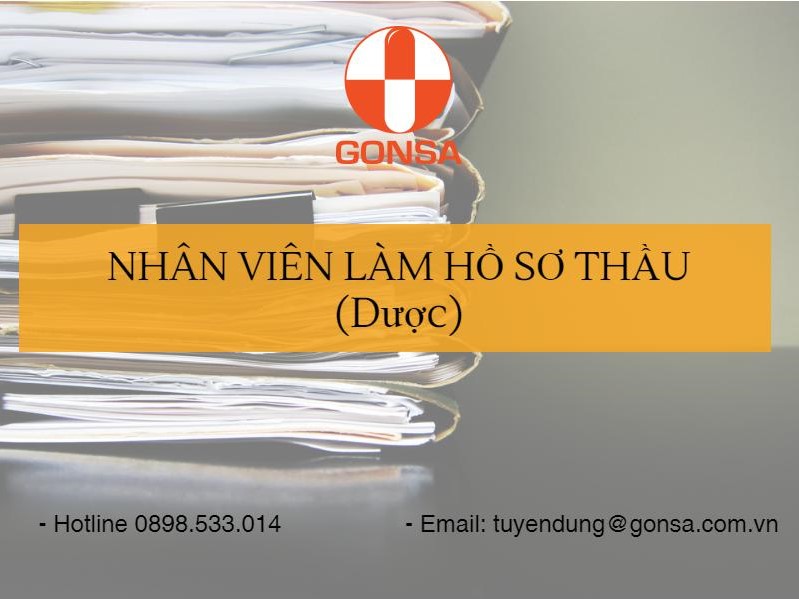 GONSA
NHÂN VIÊN LÀM HỒ SƠ THẦU
(Dược)
- Hotline 0898.533.014
- Email: tuyendung@gonsa.com.vn